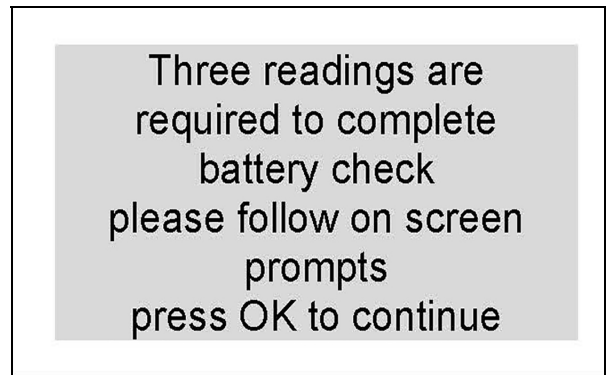 Three readings are
required to complete
battery check
please follow on screen
prompts
press OK to continue